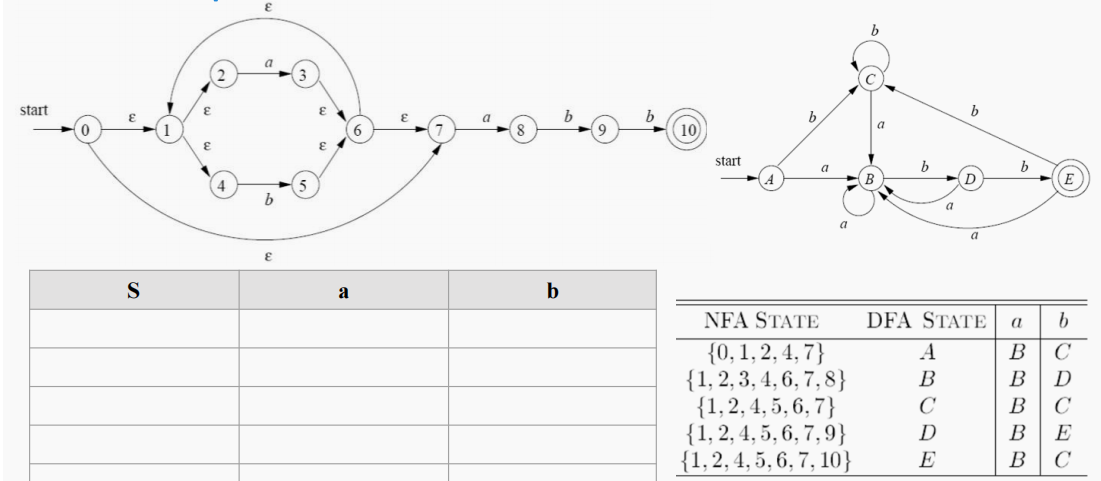 ε
2 a 3
start ε ε ε
0 1 6 ε 7 a 8 b 9 b 10
ε ε
4 b 5
ε
b
C
b a b
start
A a B b D b E
a
a
a
S a b
NFA STATE DFA STATE a b
{0, 1, 2, 4, 7} A B C
{1, 2, 3, 4, 6, 7, 8} B B D
{1, 2, 4, 5, 6, 7} C B C
{1, 2, 4, 5, 6, 7, 9} D B E
{1, 2, 4, 5, 6, 7, 10} E B C